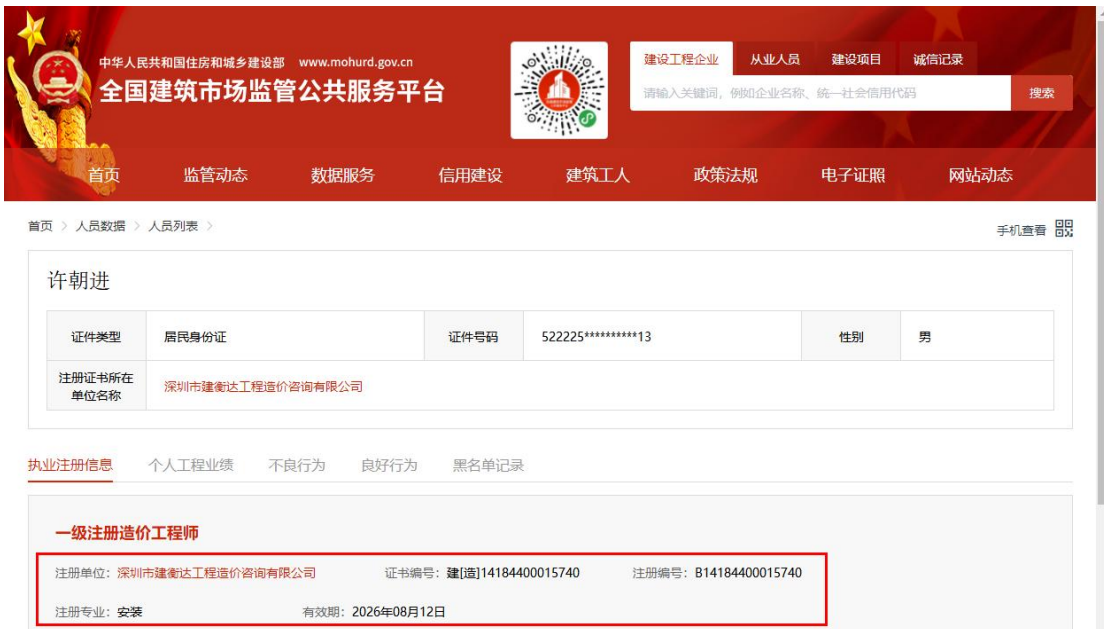 中华人民共和国住房和城乡建设部 www.mohurd.gov.cn
全国建筑市场监管公共服务平台
建设工程企业 从业人员 建设项目 诚信记录
请输入关键词，例如企业名称、统一社会信用代码 搜索
首页 监管动态 数据服务 信用建设 建筑工人 政策法规 电子证照 网站动态
首页 > 人员数据 > 人员列表 >
手机查看
许朝进
证件类型 居民身份证 证件号码 522225**********13 性别 男
注册证书所在
单位名称
深圳市建衡达工程造价咨询有限公司
执业注册信息 个人工程业绩 不良行为 良好行为 黑名单记录
一级注册造价工程师
注册单位：深圳市建衡达工程造价咨询有限公司 证书编号：建[造]14184400015740 注册编号：B14184400015740
注册专业：安装 有效期：2026年08月12日